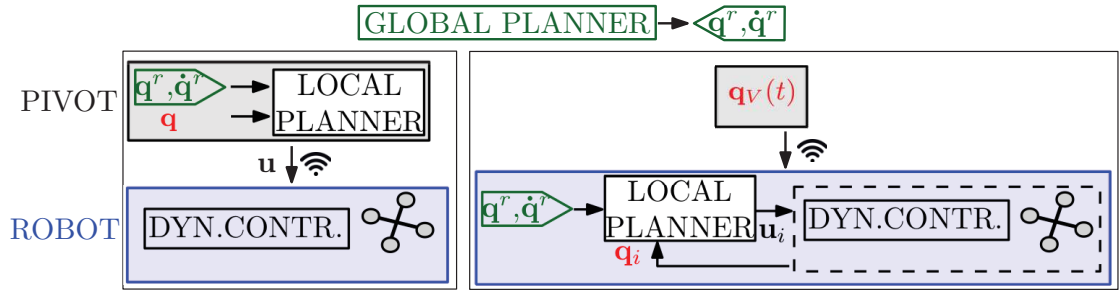 GLOBAL PLANNER
q^r, q̇^r
PIVOT
q^r, q̇^r
q
LOCAL
PLANNER
q_V(t)
u
ROBOT
DYN.CONTR.
q^r, q̇^r
LOCAL
PLANNER
u_i
DYN.CONTR.
q_i